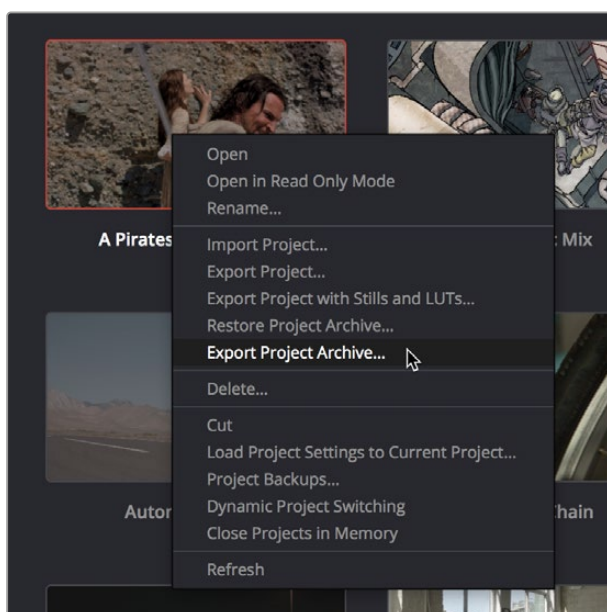 Open
Open in Read Only Mode
Rename...
A Pirates
Mix
Import Project...
Export Project...
Export Project with Stills and LUTs...
Restore Project Archive...
Export Project Archive...
Delete...
Cut
Load Project Settings to Current Project...
Project Backups...
Dynamic Project Switching
Close Projects in Memory
Refresh